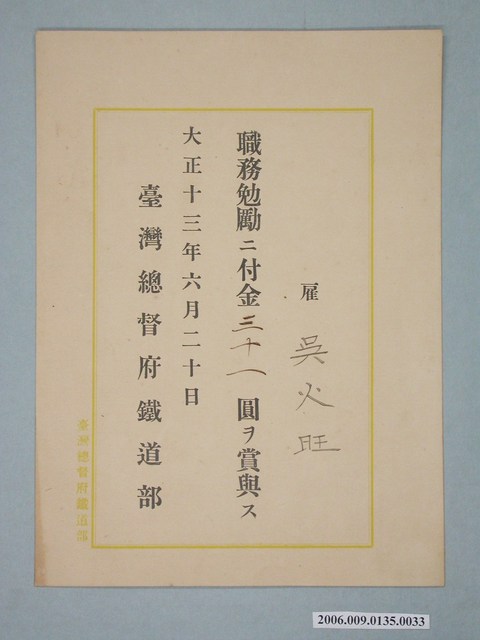 雇 吳火旺
職務勉勵ニ付金三十一圓ヲ賞與ス
大正十三年六月二十日
臺灣總督府鐵道部
臺灣總督府鐵道部
2006.009.0135.0033